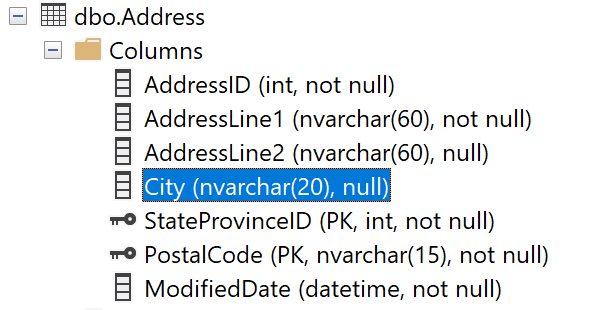 dbo.Address
Columns
AddressID (int, not null)
AddressLine1 (nvarchar(60), not null)
AddressLine2 (nvarchar(60), null)
City (nvarchar(20), null)
StateProvinceID (PK, int, not null)
PostalCode (PK, nvarchar(15), not null)
ModifiedDate (datetime, not null)